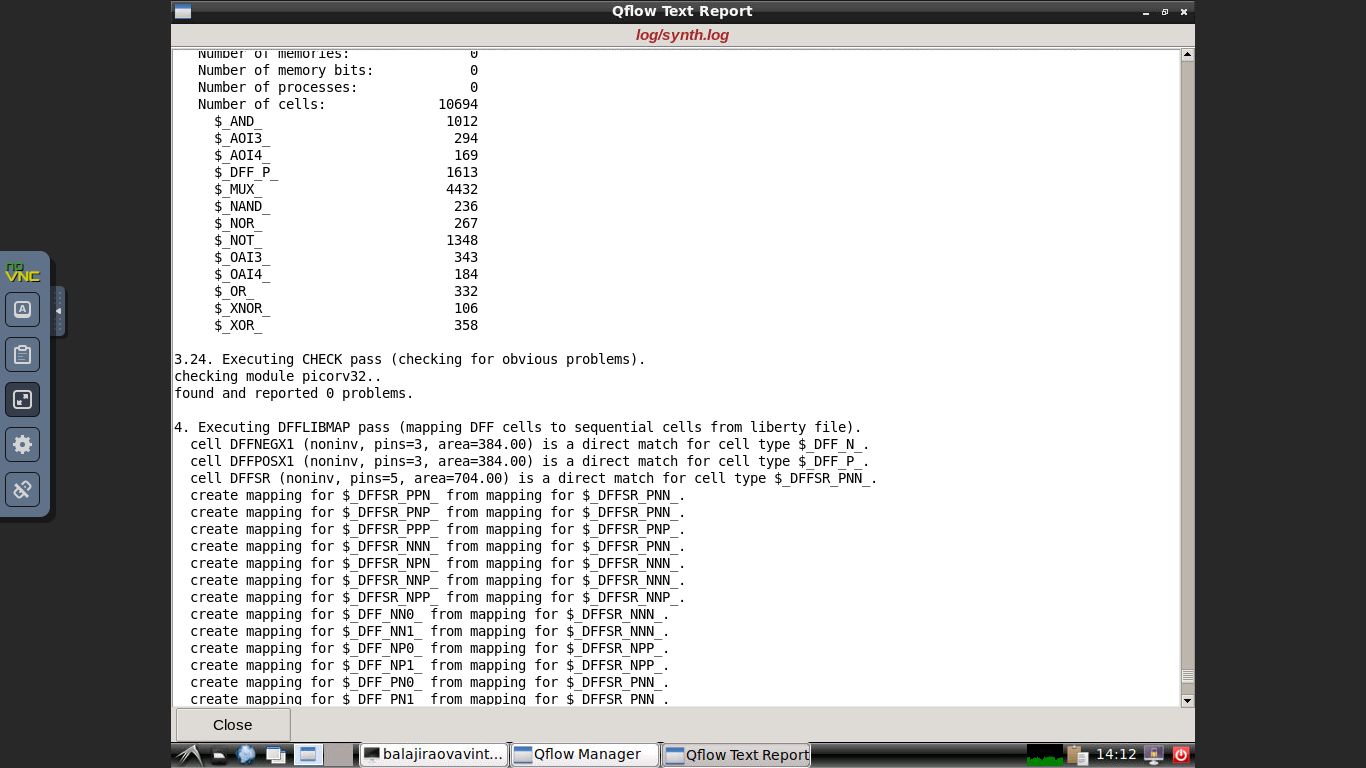 Qflow Text Report
log/synth.log
Number of memories: 0
Number of memory bits: 0
Number of processes: 0
Number of cells: 10694
$_AND_ 1012
$_AOI3_ 294
$_AOI4_ 169
$_DFF_P_ 1613
$_MUX_ 4432
$_NAND_ 236
$_NOR_ 267
$_NOT_ 1348
$_OAI3_ 343
$_OAI4_ 184
$_OR_ 332
$_XNOR_ 106
$_XOR_ 358
3.24. Executing CHECK pass (checking for obvious problems).
checking module picorv32..
found and reported 0 problems.
4. Executing DFFLIBMAP pass (mapping DFF cells to sequential cells from liberty file).
cell DFFNEGX1 (noninv, pins=3, area=384.00) is a direct match for cell type $_DFF_N_.
cell DFFPOSX1 (noninv, pins=3, area=384.00) is a direct match for cell type $_DFF_P_.
cell DFFSR (noninv, pins=5, area=704.00) is a direct match for cell type $_DFFSR_PNN_.
create mapping for $_DFFSR_PPN_ from mapping for $_DFFSR_PNN_.
create mapping for $_DFFSR_PNP_ from mapping for $_DFFSR_PNN_.
create mapping for $_DFFSR_PPP_ from mapping for $_DFFSR_PNP_.
create mapping for $_DFFSR_NNN_ from mapping for $_DFFSR_PNN_.
create mapping for $_DFFSR_NPN_ from mapping for $_DFFSR_NNN_.
create mapping for $_DFFSR_NNP_ from mapping for $_DFFSR_NNN_.
create mapping for $_DFFSR_NPP_ from mapping for $_DFFSR_NNP_.
create mapping for $_DFF_NN0_ from mapping for $_DFFSR_NNN_.
create mapping for $_DFF_NN1_ from mapping for $_DFFSR_NNN_.
create mapping for $_DFF_NP0_ from mapping for $_DFFSR_NPP_.
create mapping for $_DFF_NP1_ from mapping for $_DFFSR_NPP_.
create mapping for $_DFF_PN0_ from mapping for $_DFFSR_PNN_.
create mapping for $_DFF_PN1_ from mapping for $_DFFSR_PNN_.
no
VNC
A
Close
balajiraovavint...
Qflow Manager
Qflow Text Report
14:12